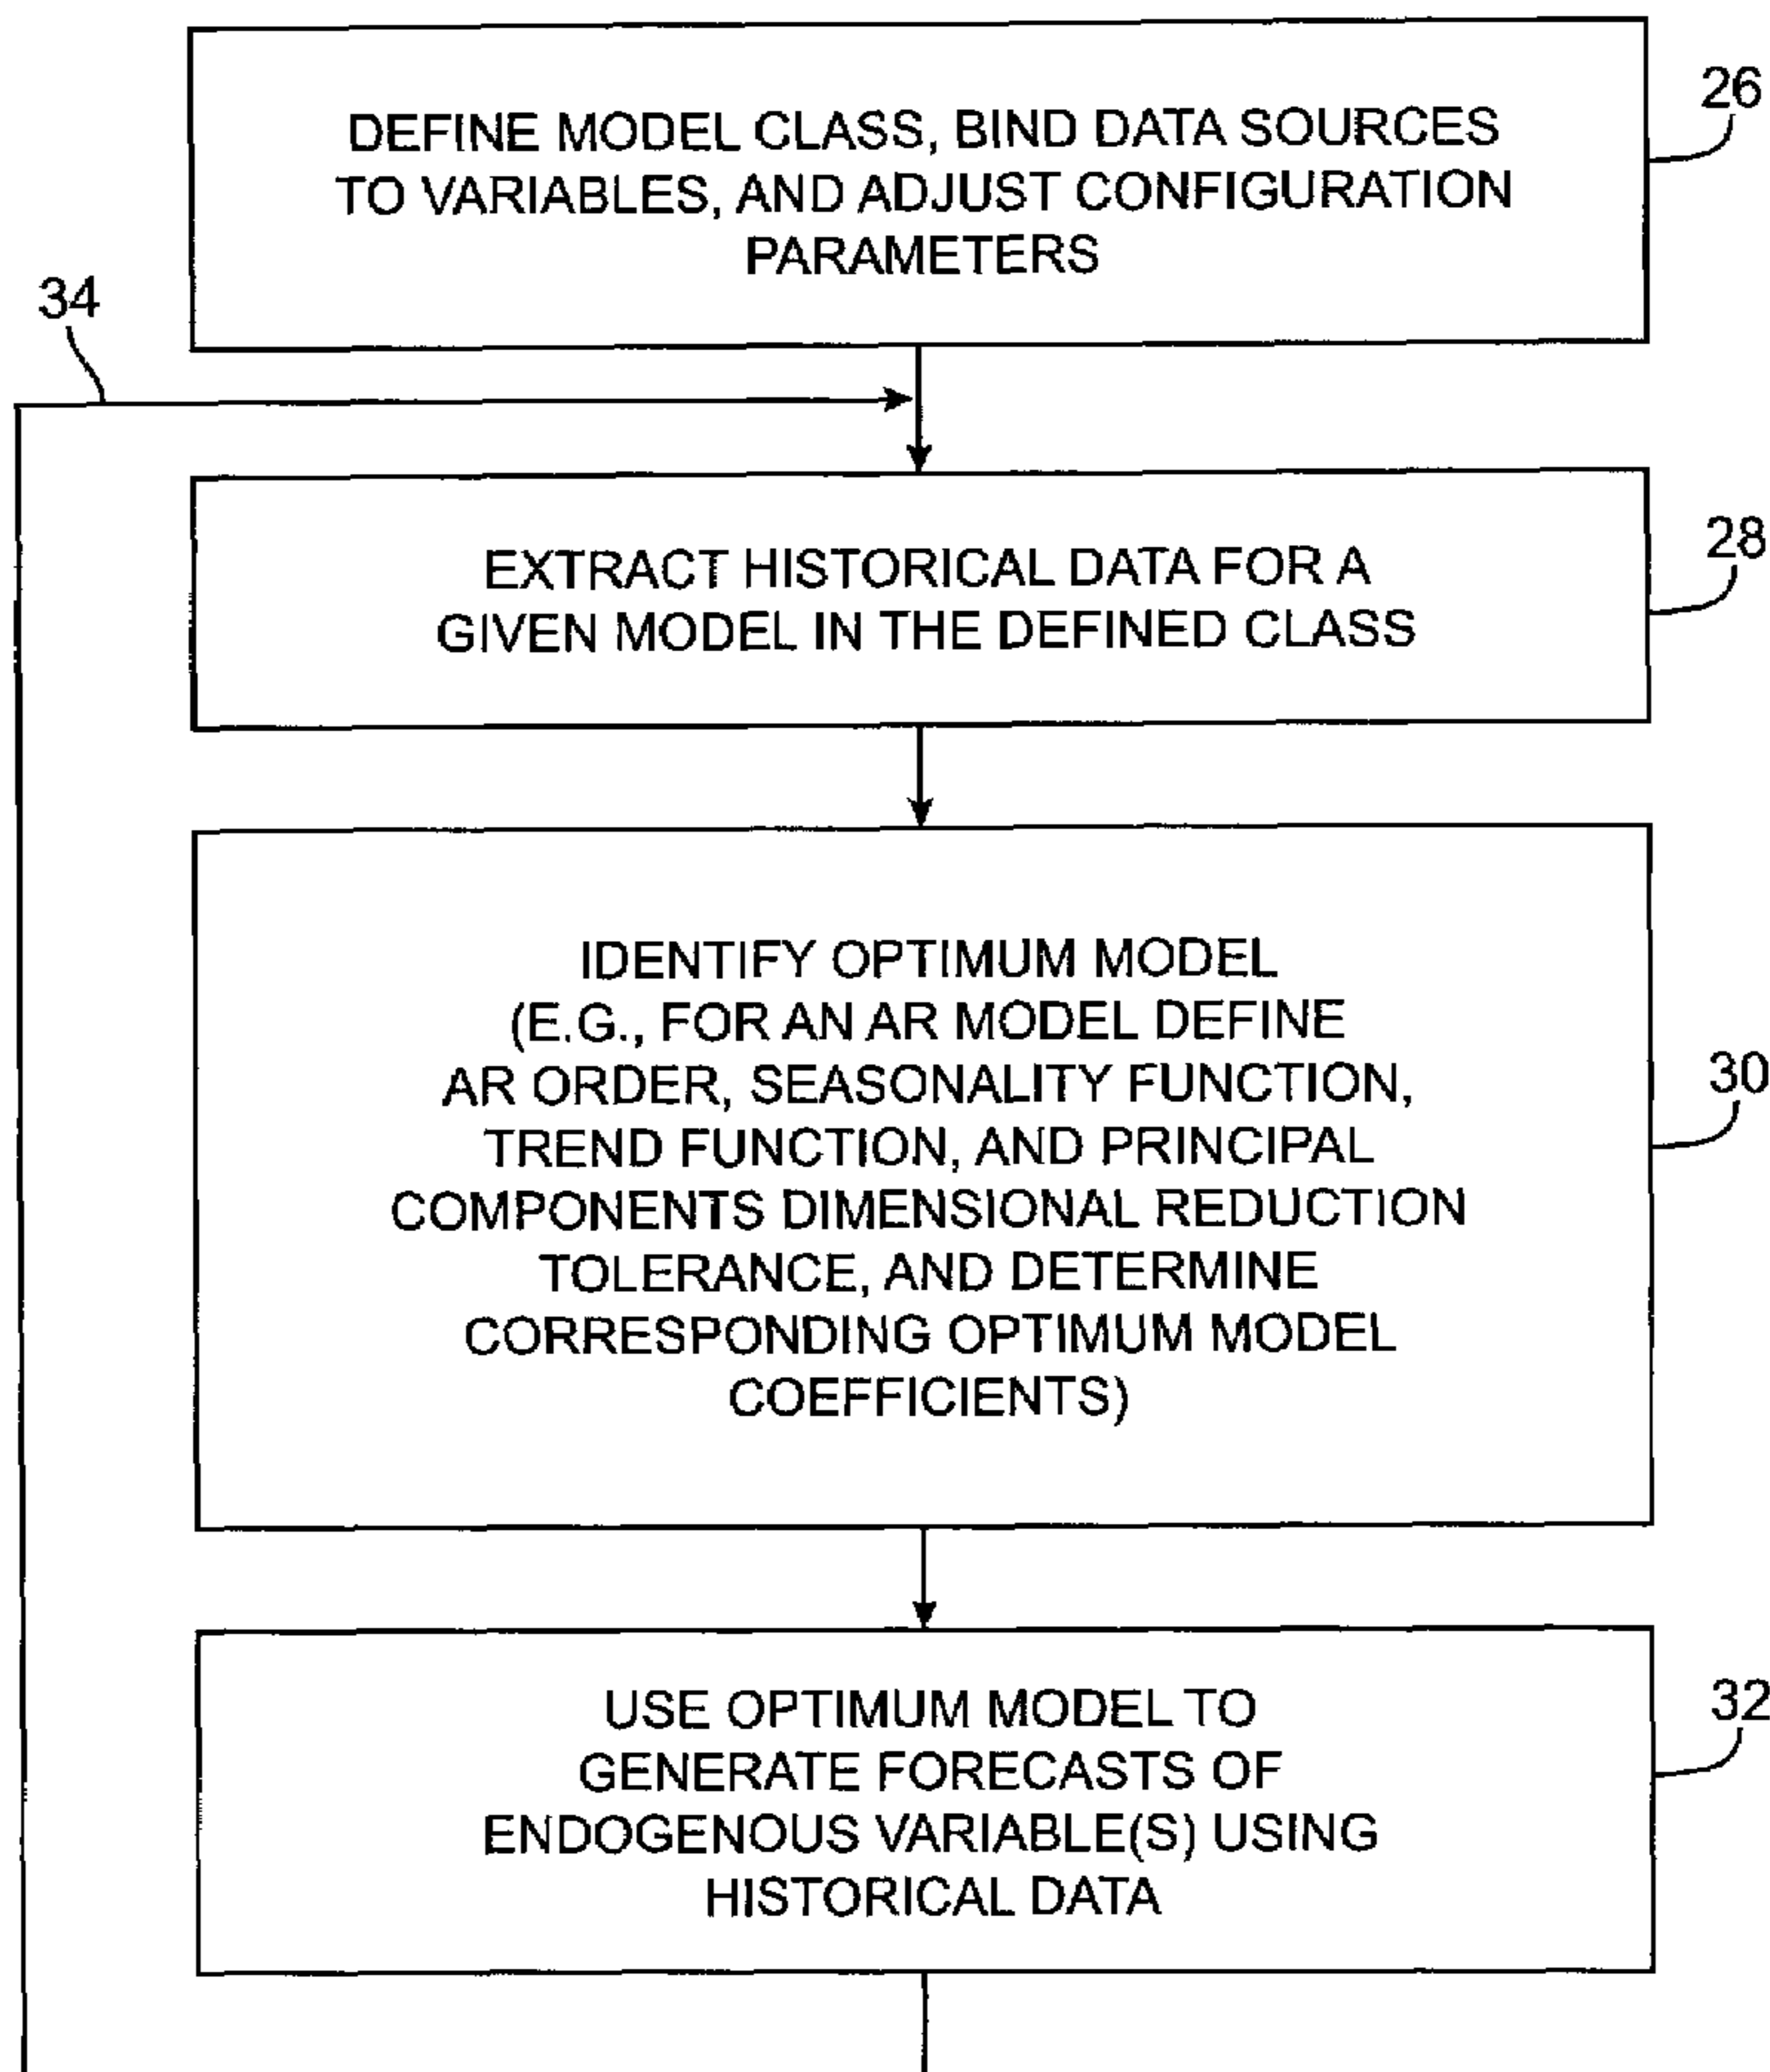 DEFINE MODEL CLASS, BIND DATA SOURCES
TO VARIABLES, AND ADJUST CONFIGURATION
PARAMETERS
26
34
EXTRACT HISTORICAL DATA FOR A
GIVEN MODEL IN THE DEFINED CLASS
28
IDENTIFY OPTIMUM MODEL
(E.G., FOR AN AR MODEL DEFINE
AR ORDER, SEASONALITY FUNCTION,
TREND FUNCTION, AND PRINCIPAL
COMPONENTS DIMENSIONAL REDUCTION
TOLERANCE, AND DETERMINE
CORRESPONDING OPTIMUM MODEL
COEFFICIENTS)
30
USE OPTIMUM MODEL TO
GENERATE FORECASTS OF
ENDOGENOUS VARIABLE(S) USING
HISTORICAL DATA
32